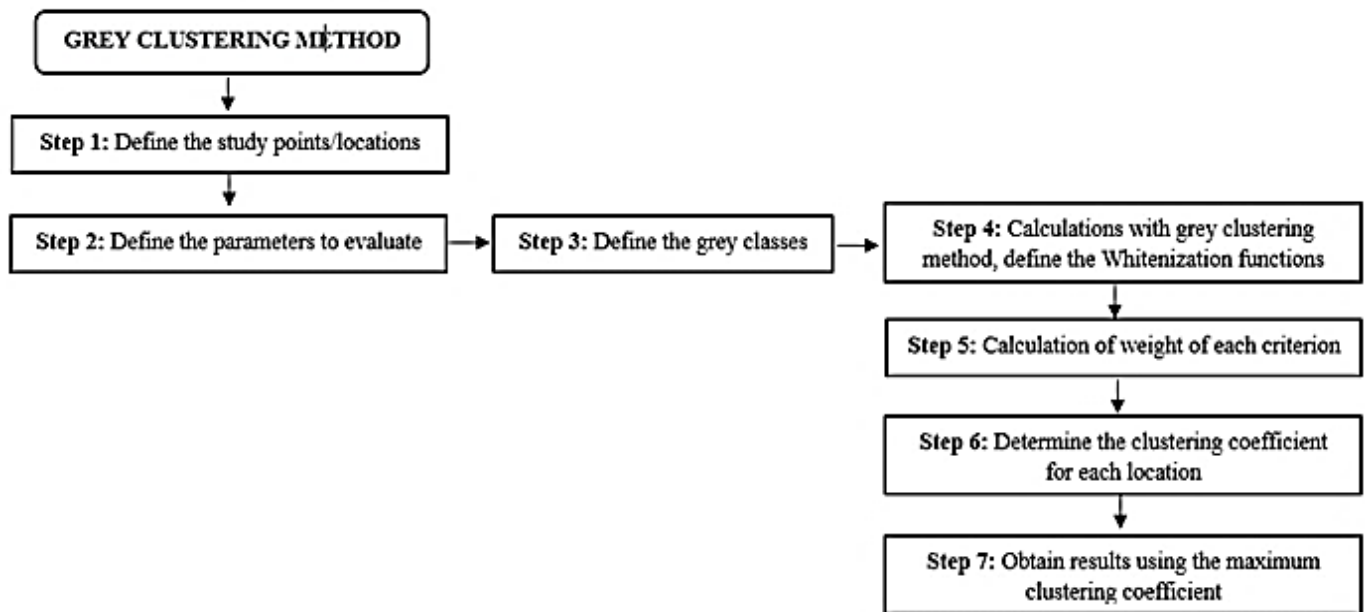 GREY CLUSTERING METHOD
Step 1: Define the study points/locations
Step 2: Define the parameters to evaluate
Step 3: Define the grey classes
Step 4: Calculations with grey clustering
method, define the Whitenization functions
Step 5: Calculation of weight of each criterion
Step 6: Determine the clustering coefficient
for each location
Step 7: Obtain results using the maximum
clustering coefficient